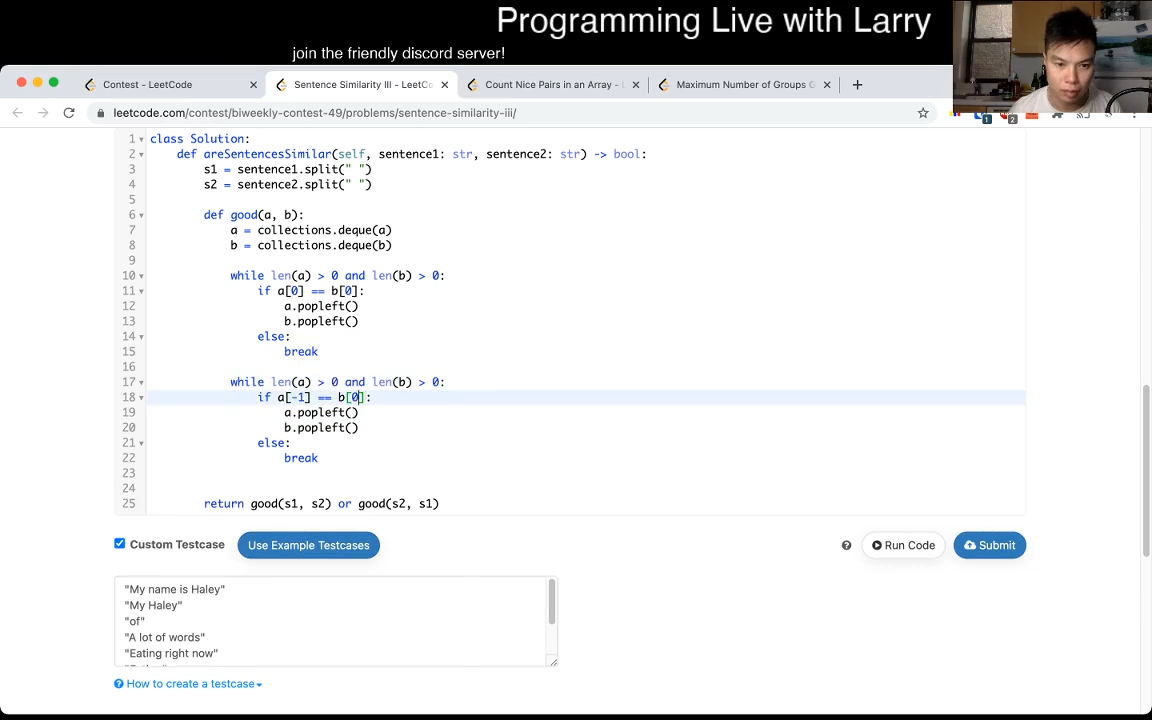 Programming Live with Larry
join the friendly discord server!
Contest - LeetCode
Sentence Similarity III - LeetCo
Count Nice Pairs in an Array -
Maximum Number of Groups G
leetcode.com/contest/biweekly-contest-49/problems/sentence-similarity-iii/
1 class Solution:
2 def areSentencesSimilar(self, sentence1: str, sentence2: str) -> bool:
3 s1 = sentence1.split(" ")
4 s2 = sentence2.split(" ")
5
6 def good(a, b):
7 a = collections.deque(a)
8 b = collections.deque(b)
9
10 while len(a) > 0 and len(b) > 0:
11 if a[0] == b[0]:
12 a.popleft()
13 b.popleft()
14 else:
15 break
16
17 while len(a) > 0 and len(b) > 0:
18 if a[-1] == b[0]:
19 a.popleft()
20 b.popleft()
21 else:
22 break
23
24
25 return good(s1, s2) or good(s2, s1)
Custom Testcase
Use Example Testcases
Run Code
Submit
"My name is Haley"
"My Haley"
"of"
"A lot of words"
"Eating right now"
How to create a testcase